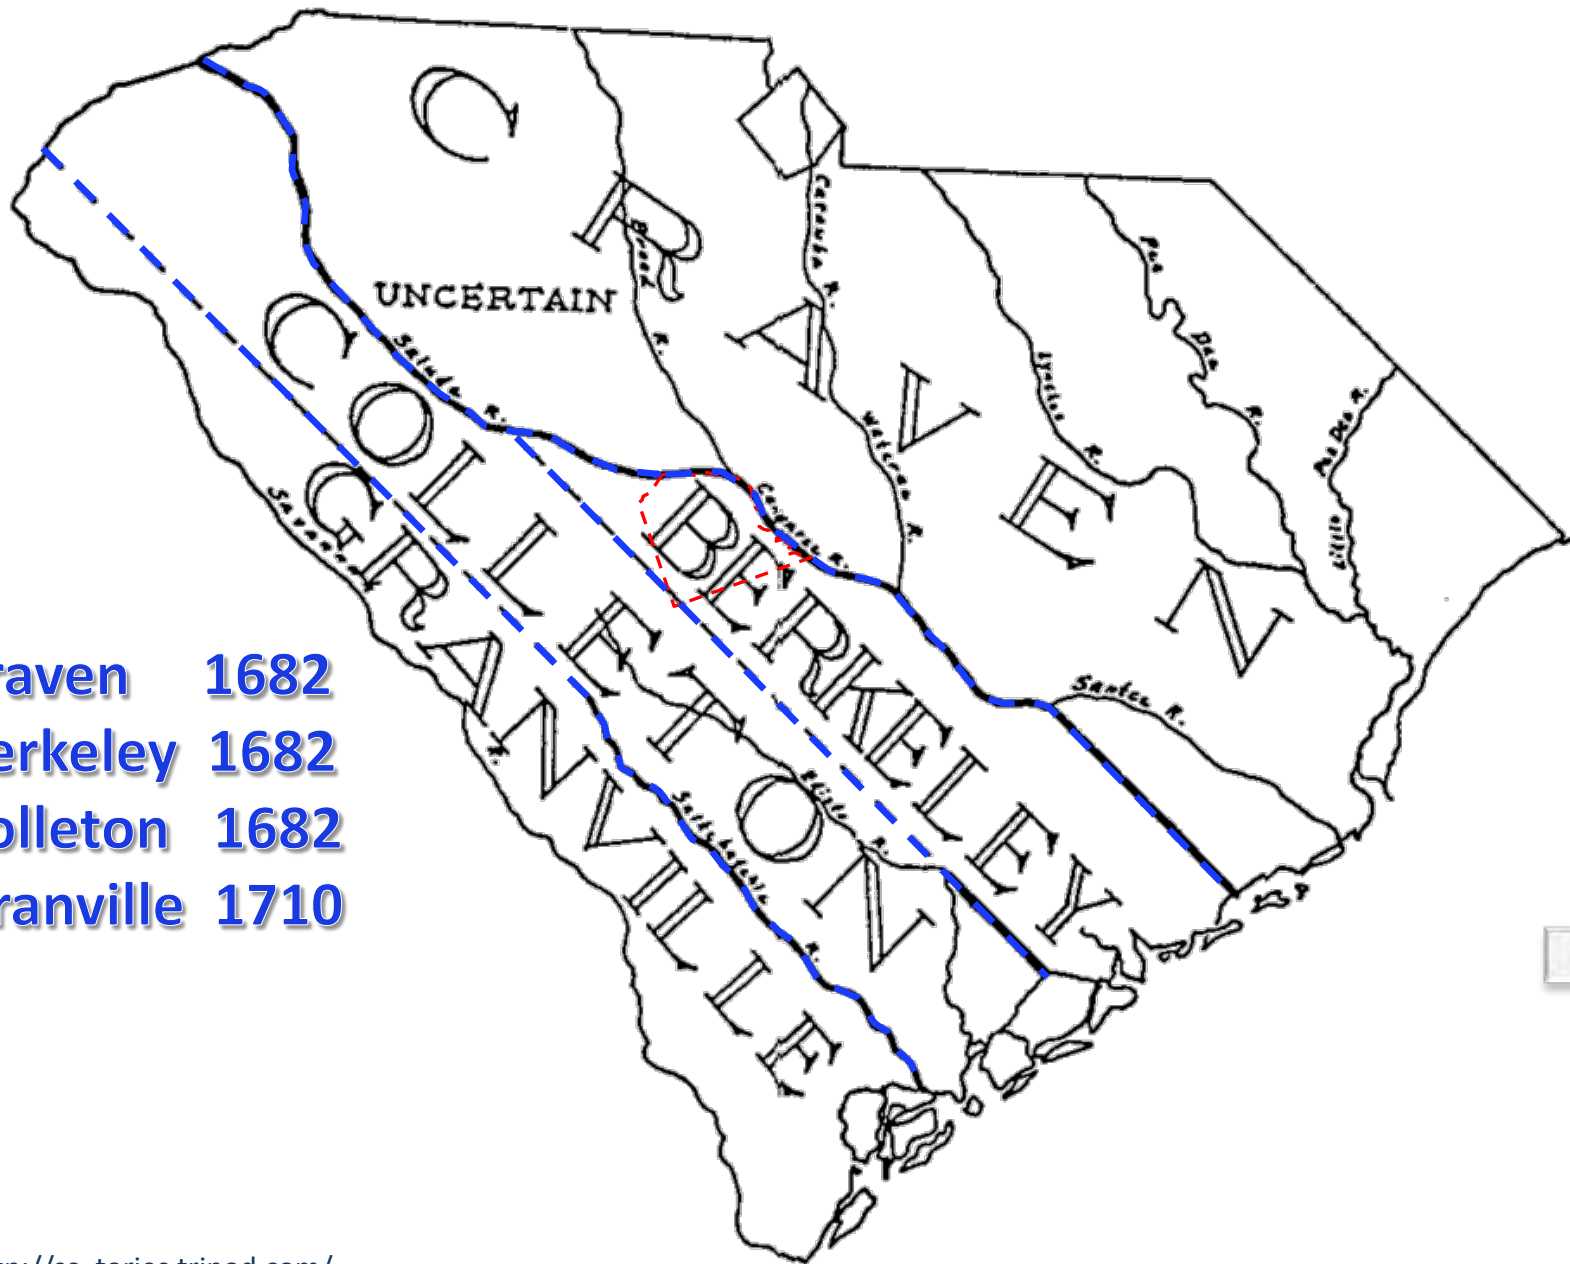 CRAVEN
UNCERTAIN
COLLETON
BERKELEY
GRANVILLE
Broad
R.
Catawba R.
Wateree R.
Lynches
R.
Pee
Dee
R.
Little Pee Dee R.
Saluda R.
Congaree R.
Santee R.
Savannah
R.
Edisto R.
Salkehatchie
R.
raven 1682
erkeley 1682
olleton 1682
ranville 1710